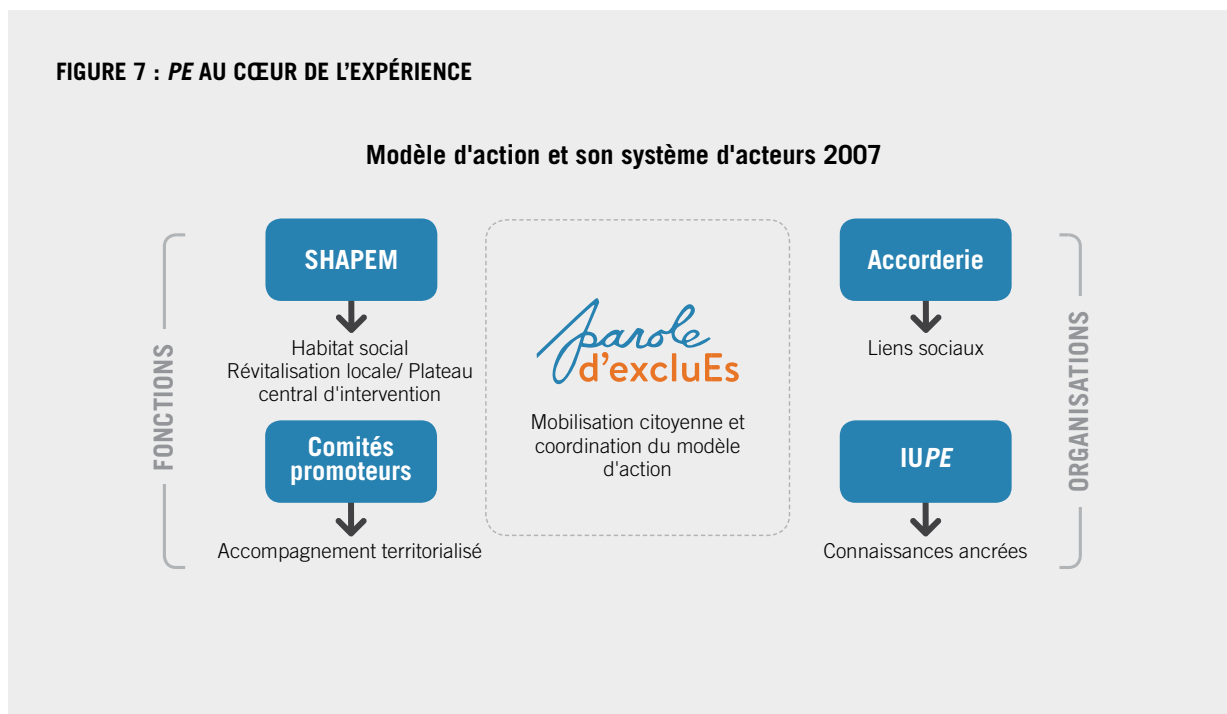 FIGURE 7 : PE AU CŒUR DE L'EXPÉRIENCE
Modèle d'action et son système d'acteurs 2007
FONCTIONS
SHAPEM
Habitat social
Révitalisation locale/ Plateau
central d'intervention
Comités
promoteurs
Accompagnement territorialisé
parole
d'excluEs
Mobilisation citoyenne et
coordination du modèle
d'action
Accorderie
Liens sociaux
IUPE
Connaissances ancrées
ORGANISATIONS